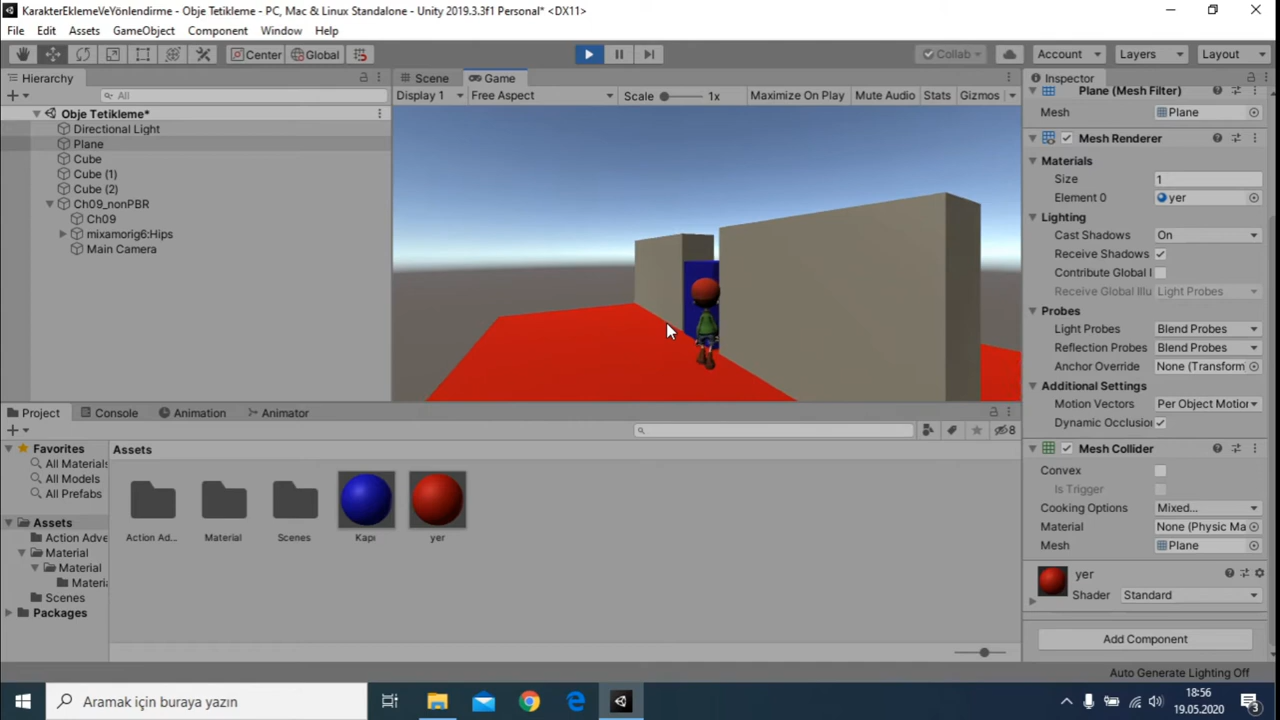 KarakterEklemeVeYönlendirme - Obje Tetikleme - PC, Mac & Linux Standalone - Unity 2019.3.3f1 Personal* <DX11>
File Edit Assets GameObject Component Window Help
Center Global Collab Account Layers Layout
Hierarchy
All
Obje Tetikleme*
Directional Light
Plane
Cube
Cube (1)
Cube (2)
Ch09_nonPBR
Ch09
mixamorig6:Hips
Main Camera
Scene Game
Display 1 Free Aspect Scale 1x Maximize On Play Mute Audio Stats Gizmos
Inspector
Plane (Mesh Filter)
Mesh Plane
Mesh Renderer
Materials
Size 1
Element 0 yer
Lighting
Cast Shadows On
Receive Shadows
Contribute Global I
Receive Global Illu Light Probes
Probes
Light Probes Blend Probes
Reflection Probes Blend Probes
Anchor Override None (Transform
Additional Settings
Motion Vectors Per Object Motion
Dynamic Occlusion
Mesh Collider
Convex
Is Trigger
Cooking Options Mixed...
Material None (Physic Ma
Mesh Plane
yer
Shader Standard
Add Component
Auto Generate Lighting Off
Project Console Animation Animator
8
Favorites
All Materials
All Models
All Prefabs
Assets
Action Adve
Material
Material
Materi
Scenes
Packages
Assets
Action Ad... Material Scenes Kapı yer
Aramak için buraya yazın
18:56
19.05.2020
3